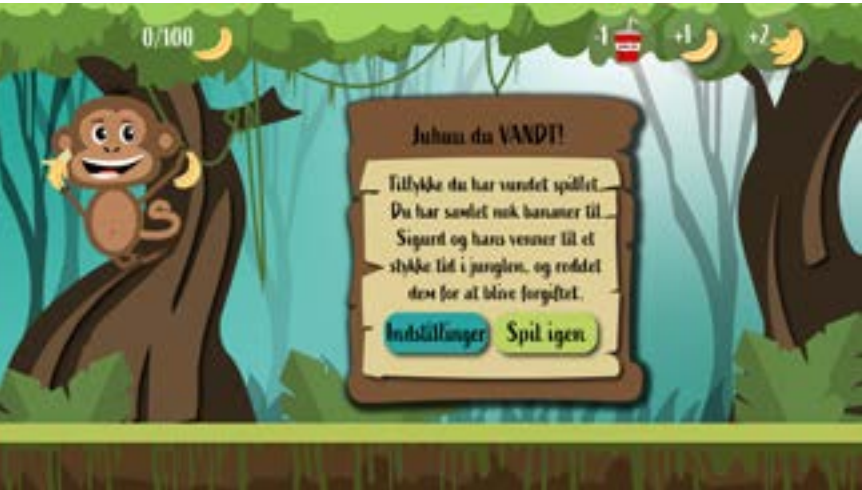 0/100
-1
+1
+2
Juhuu du VANDT!
Tillykke du har vundet spillet.
Du har samlet nok bananer til
Sigurd og hans venner til et
stykke tid i junglen, og reddet
dem for at blive forgiftet.
Indstillinger
Spil igen